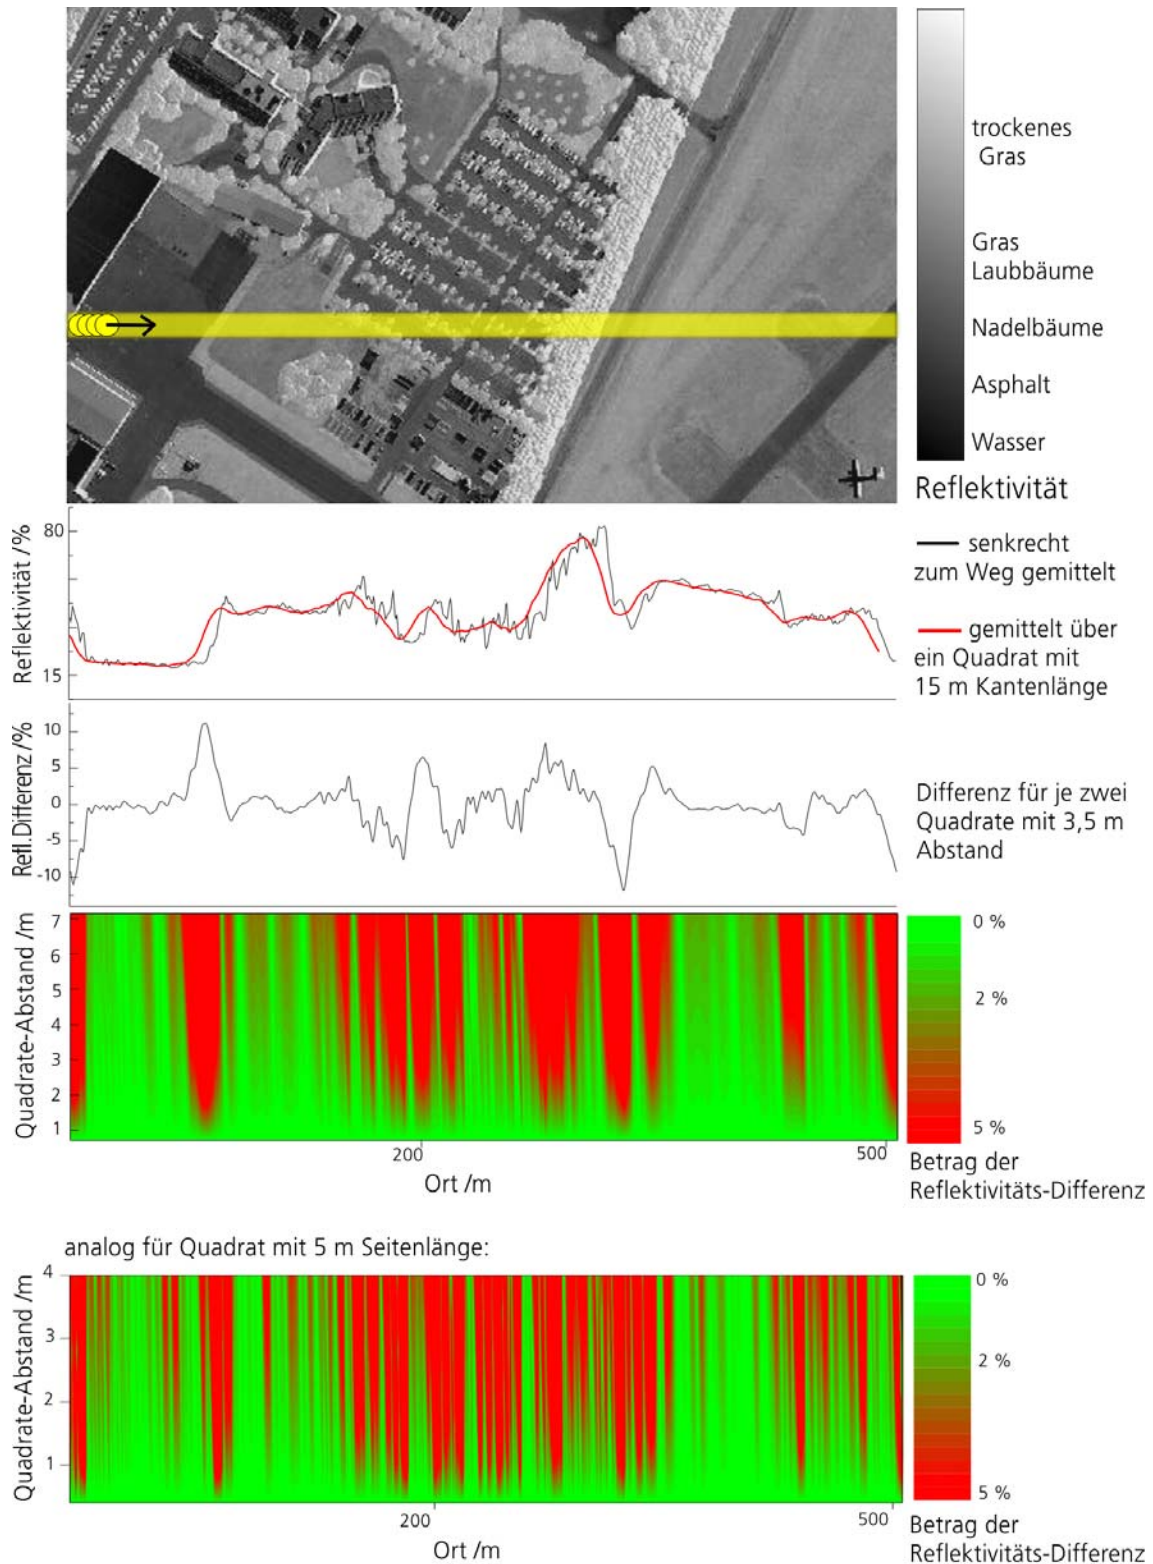 trockenes
Gras
Gras
Laubbäume
Nadelbäume
Asphalt
Wasser
Reflektivität
Reflektivität /%
80
15
senkrecht
zum Weg gemittelt
gemittelt über
ein Quadrat mit
15 m Kantenlänge
Refl.Differenz /%
10
5
0
-5
-10
Differenz für je zwei
Quadrate mit 3,5 m
Abstand
Quadrate-Abstand /m
7
6
5
4
3
2
1
200
500
Ort /m
0 %
2 %
5 %
Betrag der
Reflektivitäts-Differenz
analog für Quadrat mit 5 m Seitenlänge:
Quadrate-Abstand /m
4
3
2
1
200
500
Ort /m
0 %
2 %
5 %
Betrag der
Reflektivitäts-Differenz